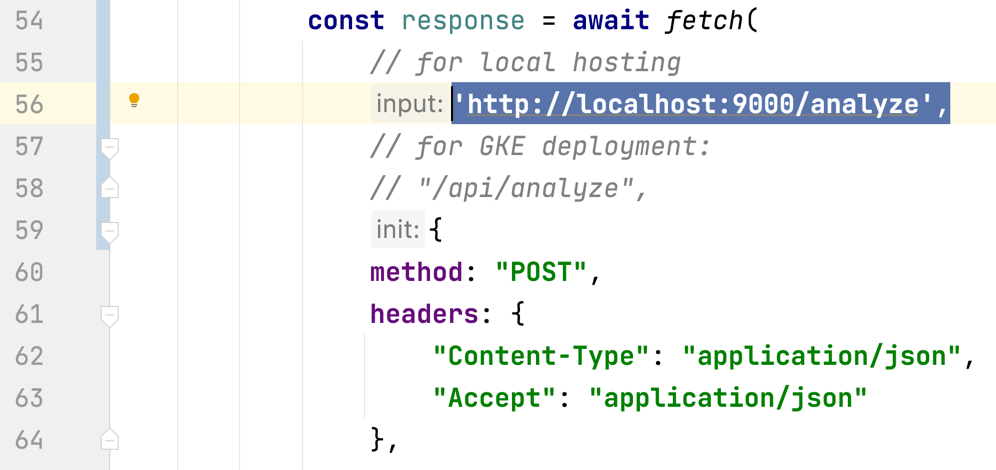 54 const response = await fetch(
55 // for local hosting
56 input: 'http://localhost:9000/analyze',
57 // for GKE deployment:
58 // "/api/analyze",
59 init: {
60 method: "POST",
61 headers: {
62 "Content-Type": "application/json",
63 "Accept": "application/json"
64 },